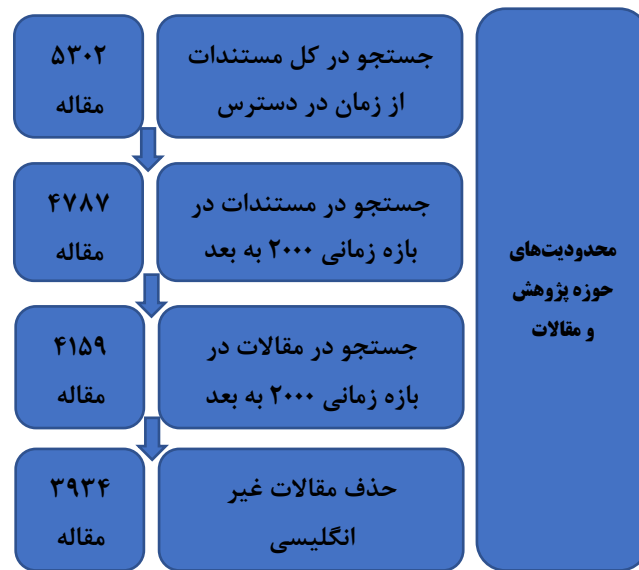 محدودیت‌های
حوزه پژوهش
و مقالات
جستجو در کل مستندات
از زمان در دسترس
۵۳۰۲
مقاله
جستجو در مستندات در
بازه زمانی ۲۰۰۰ به بعد
۴۷۸۷
مقاله
جستجو در مقالات در
بازه زمانی ۲۰۰۰ به بعد
۴۱۵۹
مقاله
حذف مقالات غیر
انگلیسی
۳۹۳۴
مقاله